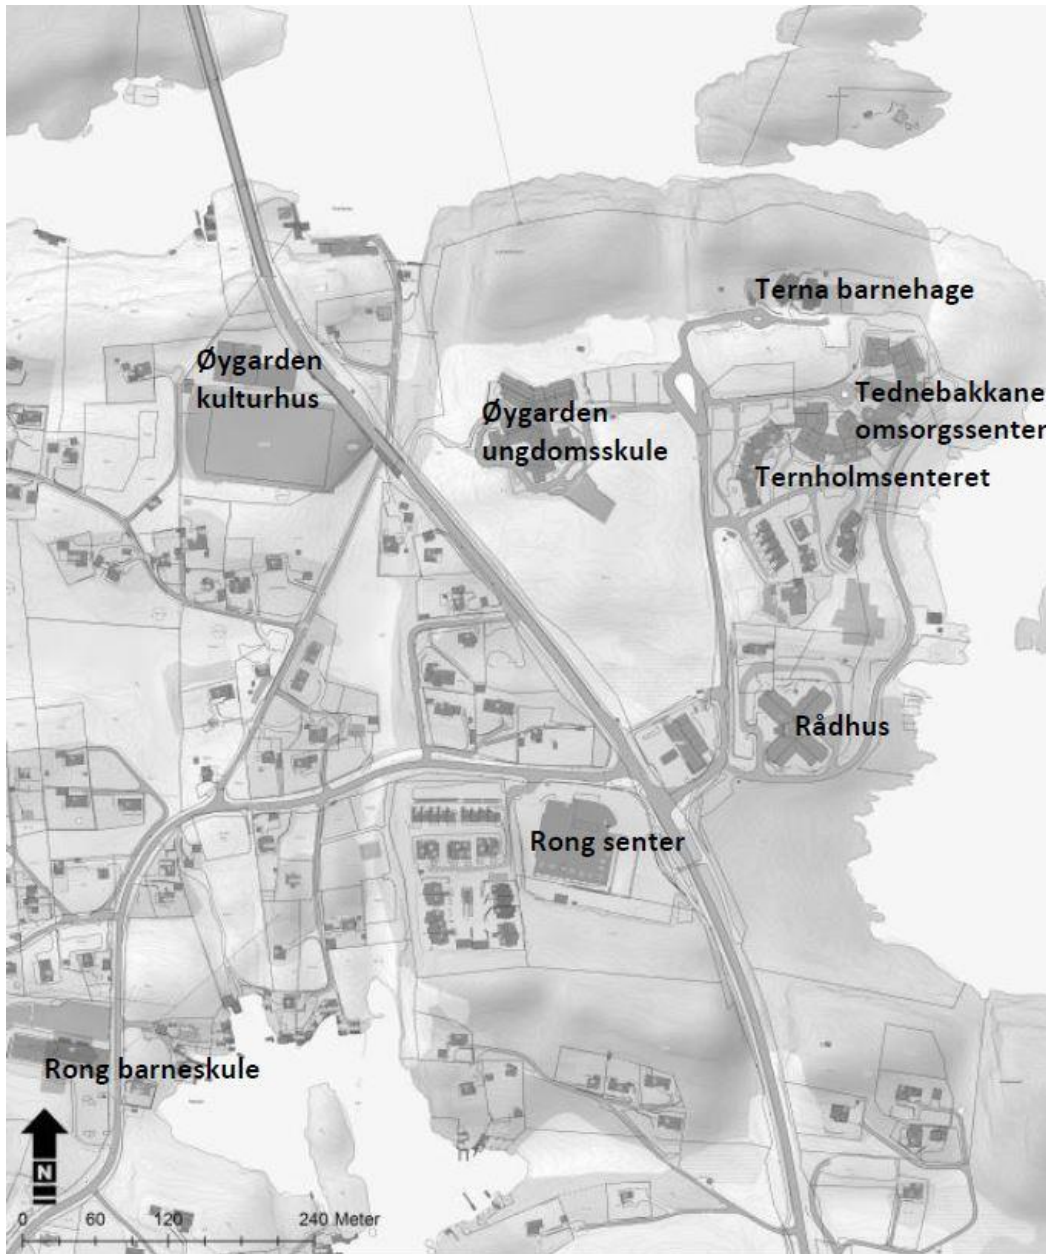 Terna barnehage
Øygarden
kulturhus
Øygarden
ungdomsskule
Tednebakkane
omsorgssenter
Ternholmsenteret
Rådhus
Rong senter
Rong barneskule
N
0 60 120 240 Meter